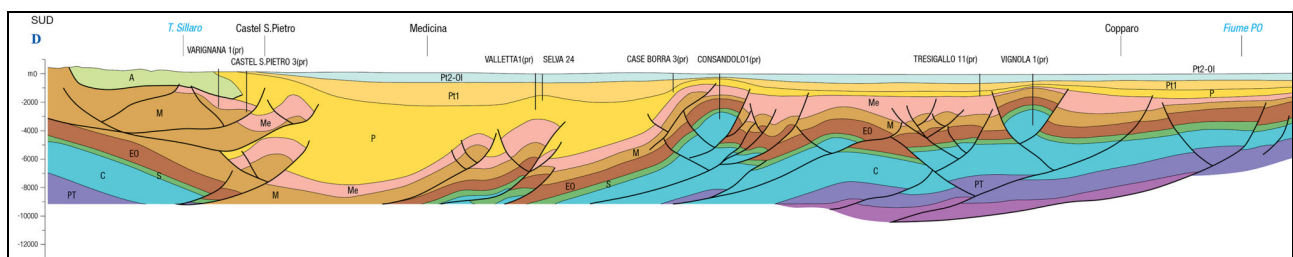 SUD
D
T. Sillaro Castel S.Pietro Medicina Copparo Fiume PO
VARIGNANA 1(pr)
CASTEL S.PIETRO 3(pr) VALLETTA1(pr) SELVA 24 CASE BORRA 3(pr) CONSANDOLO1(pr) TRESIGALLO 11(pr) VIGNOLA 1(pr)
Pt2-Ol
m0 A Pt2-Ol
Pt1 Pt1
P
-2000 M Me
Me M
-4000 EO
P M
EO
-6000
C S C
PT Me EO S PT
-8000 M
-10000
-12000